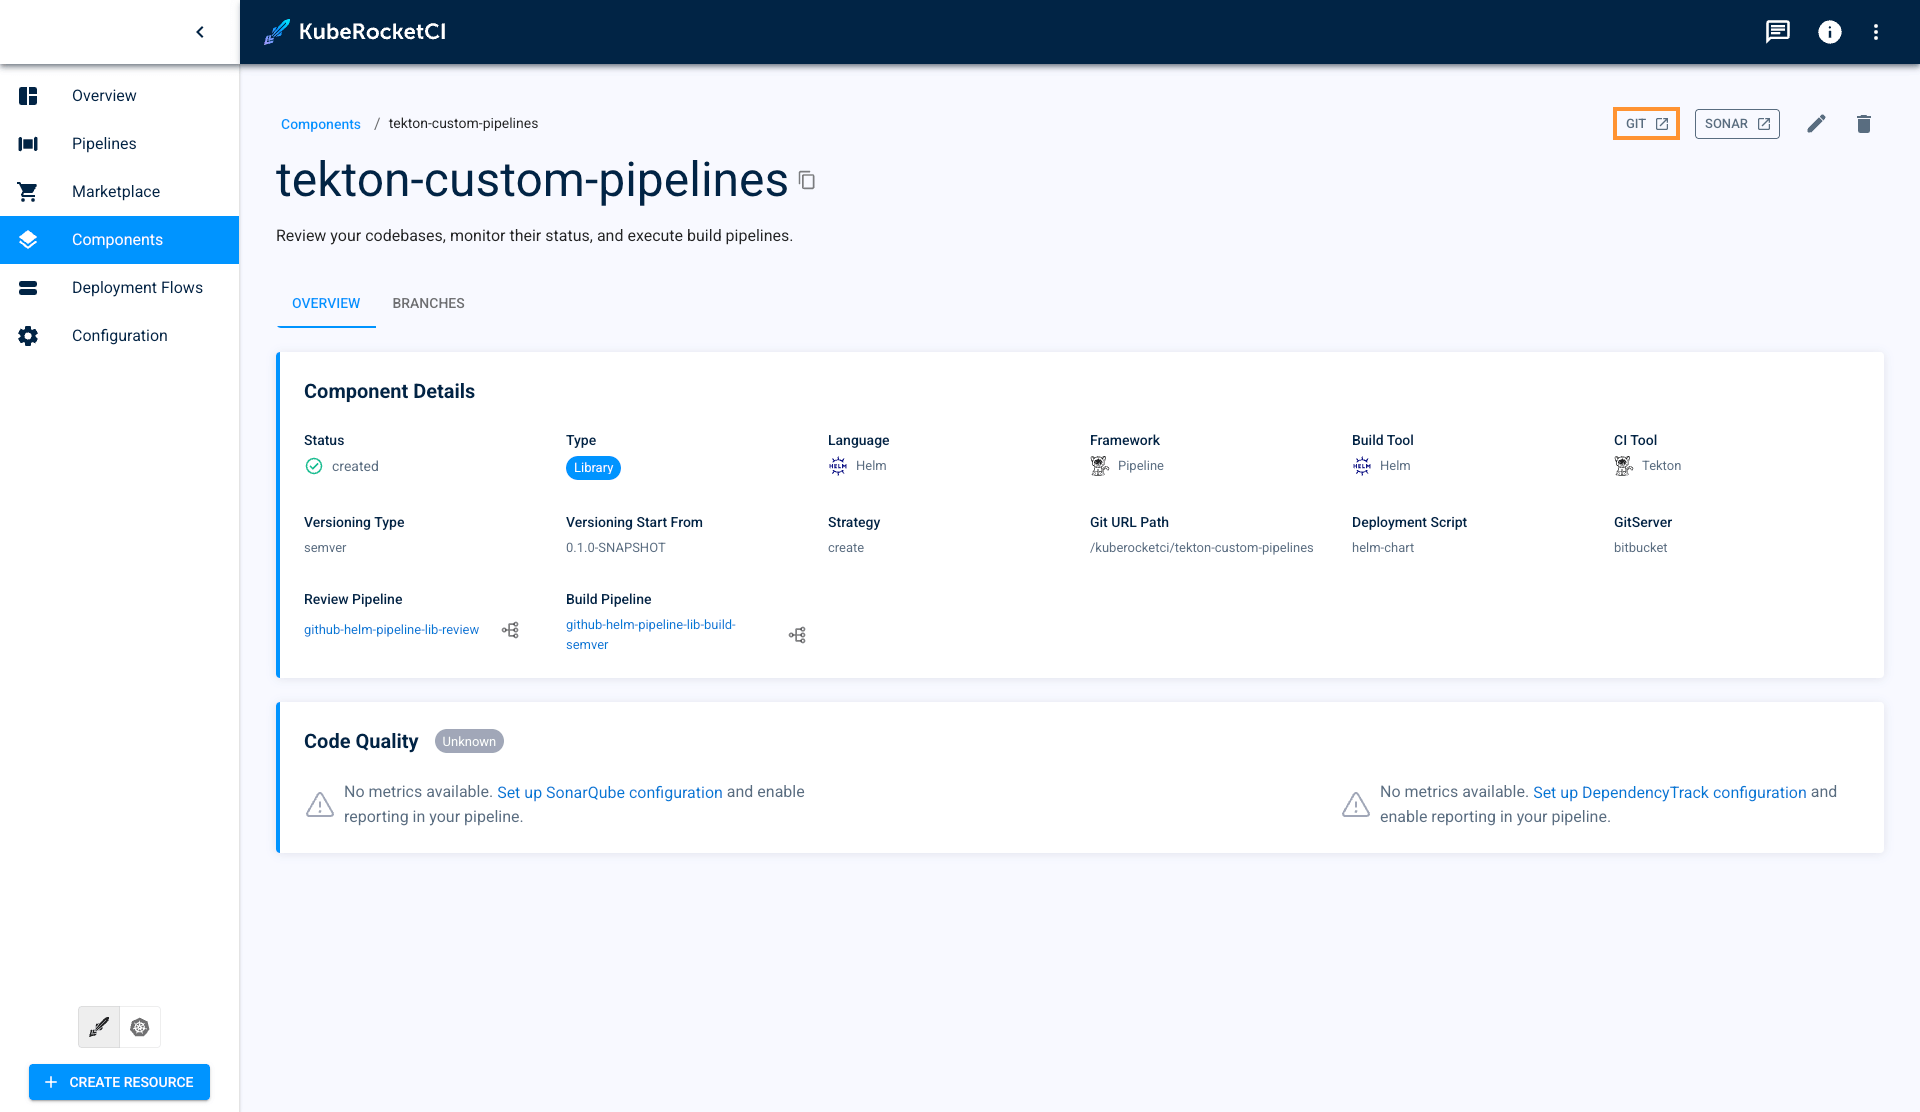 KubeRocketCI
Overview
Pipelines
Marketplace
Components
Deployment Flows
Configuration
CREATE RESOURCE
Components / tekton-custom-pipelines
GIT
SONAR
tekton-custom-pipelines
Review your codebases, monitor their status, and execute build pipelines.
OVERVIEW
BRANCHES
Component Details
Status
created
Type
Library
Language
HELM Helm
Framework
Pipeline
Build Tool
HELM Helm
CI Tool
Tekton
Versioning Type
semver
Versioning Start From
0.1.0-SNAPSHOT
Strategy
create
Git URL Path
/kuberocketci/tekton-custom-pipelines
Deployment Script
helm-chart
GitServer
bitbucket
Review Pipeline
github-helm-pipeline-lib-review
Build Pipeline
github-helm-pipeline-lib-build-
semver
Code Quality
Unknown
No metrics available. Set up SonarQube configuration and enable
reporting in your pipeline.
No metrics available. Set up DependencyTrack configuration and
enable reporting in your pipeline.